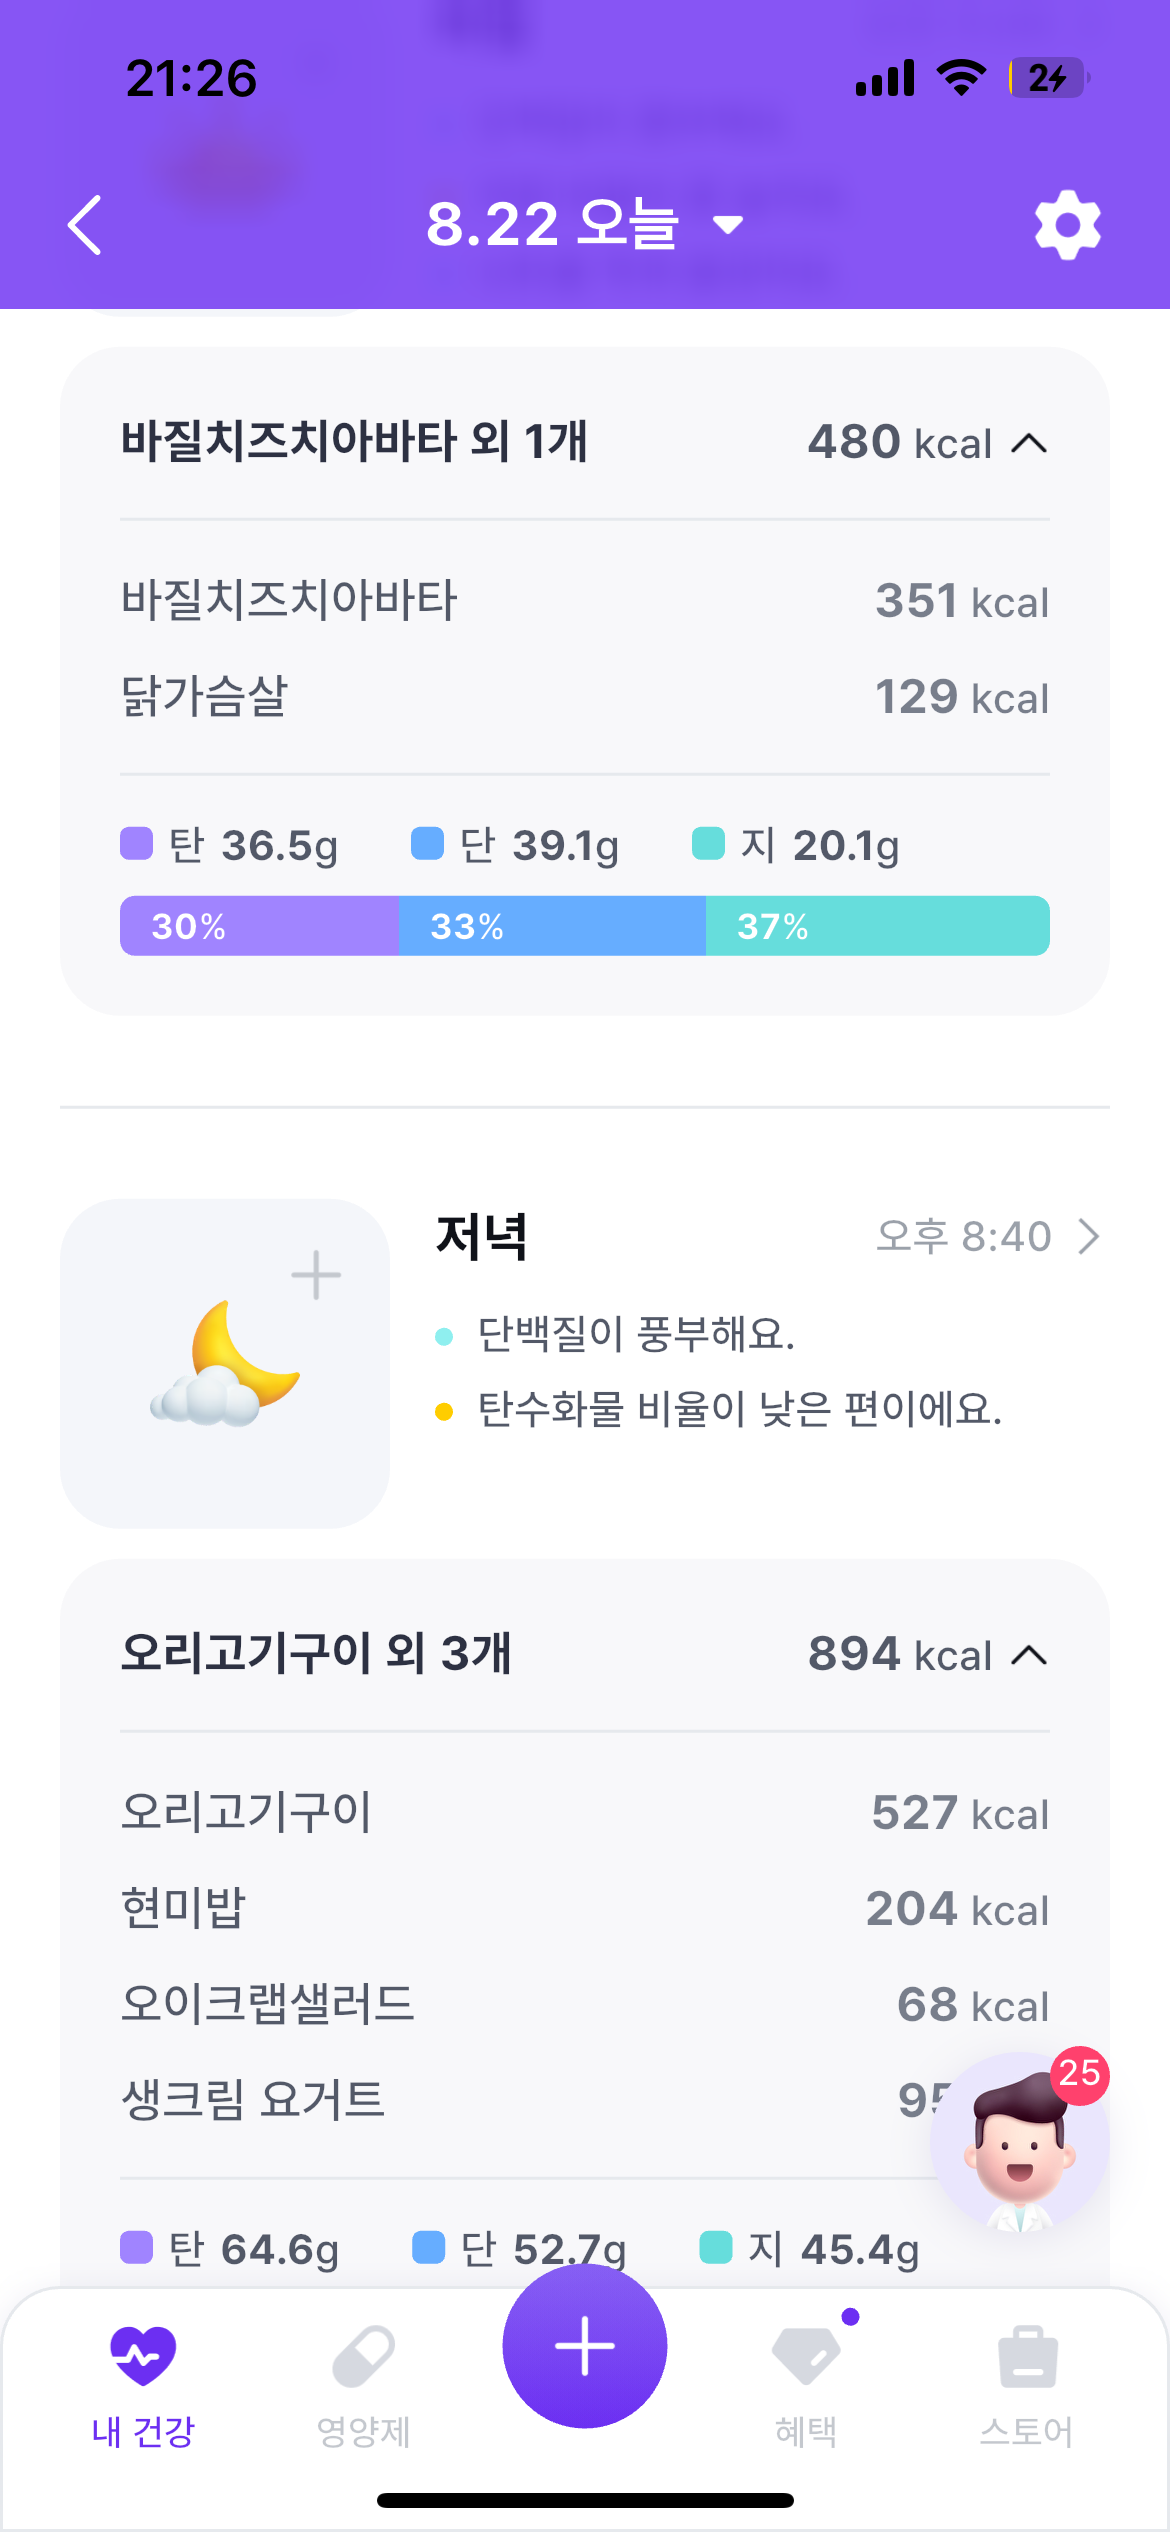 21:26
2
8.22 오늘
바질치즈치아바타 외 1개 480 kcal
바질치즈치아바타 351 kcal
닭가슴살 129 kcal
탄 36.5g 단 39.1g 지 20.1g
30% 33% 37%
저녁 오후 8:40
단백질이 풍부해요.
탄수화물 비율이 낮은 편이에요.
오리고기구이 외 3개 894 kcal
오리고기구이 527 kcal
현미밥 204 kcal
오이크랩샐러드 68 kcal
25
생크림 요거트 95
탄 64.6g 단 52.7g 지 45.4g
내 건강 영양제 혜택 스토어